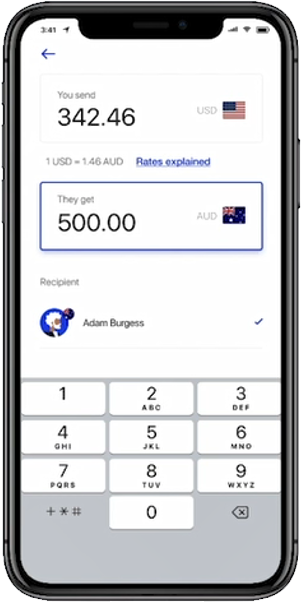 3:41
You send
342.46
USD
1 USD = 1.46 AUD Rates explained
They get
500.00
AUD
Recipient
Adam Burgess
1 2 3
ABC DEF
4 5 6
GHI JKL MNO
7 8 9
PQRS TUV WXYZ
+*# 0